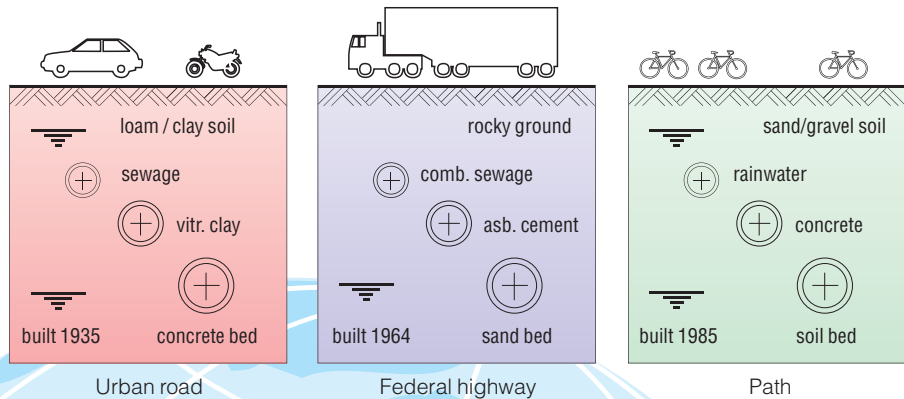 loam / clay soil
sewage
vitr. clay
built 1935
concrete bed
Urban road
rocky ground
comb. sewage
asb. cement
built 1964
sand bed
Federal highway
sand/gravel soil
rainwater
concrete
built 1985
soil bed
Path